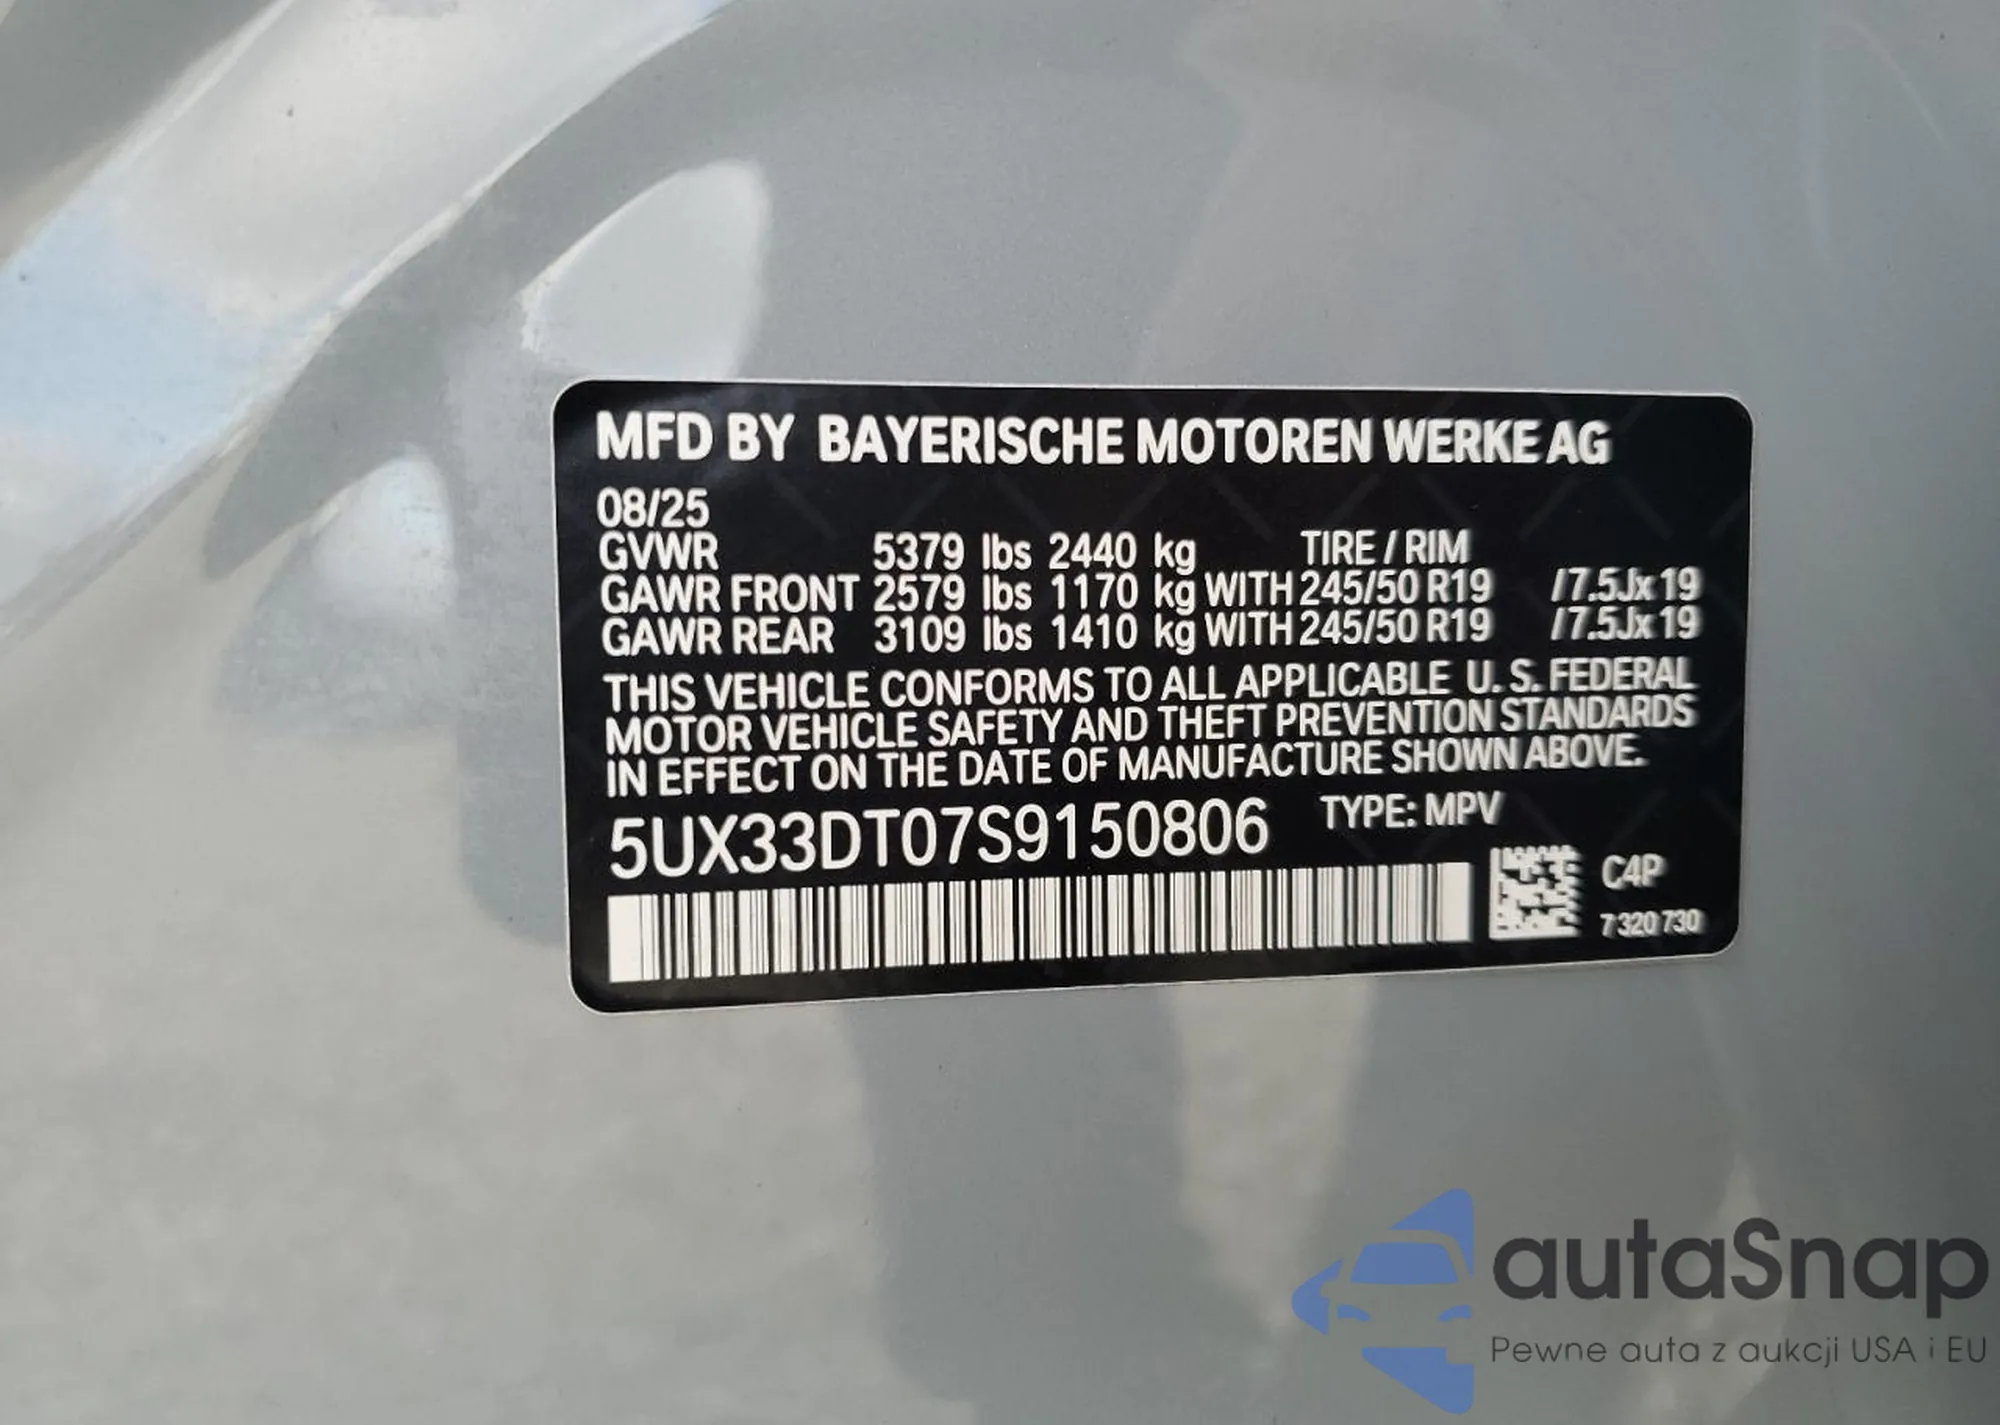 MFD BY BAYERISCHE MOTOREN WERKE AG
08/25
GVWR 5379 lbs 2440 kg TIRE / RIM
GAWR FRONT 2579 lbs 1170 kg WITH 245/50 R19 / 7.5Jx19
GAWR REAR 3109 lbs 1410 kg WITH 245/50 R19 / 7.5Jx19
THIS VEHICLE CONFORMS TO ALL APPLICABLE U.S. FEDERAL
MOTOR VEHICLE SAFETY AND THEFT PREVENTION STANDARDS
IN EFFECT ON THE DATE OF MANUFACTURE SHOWN ABOVE.
5UX33DT07S9150806 TYPE: MPV
C4P
7 320 730
autaSnap
Pewne auta z aukcji USA i EU